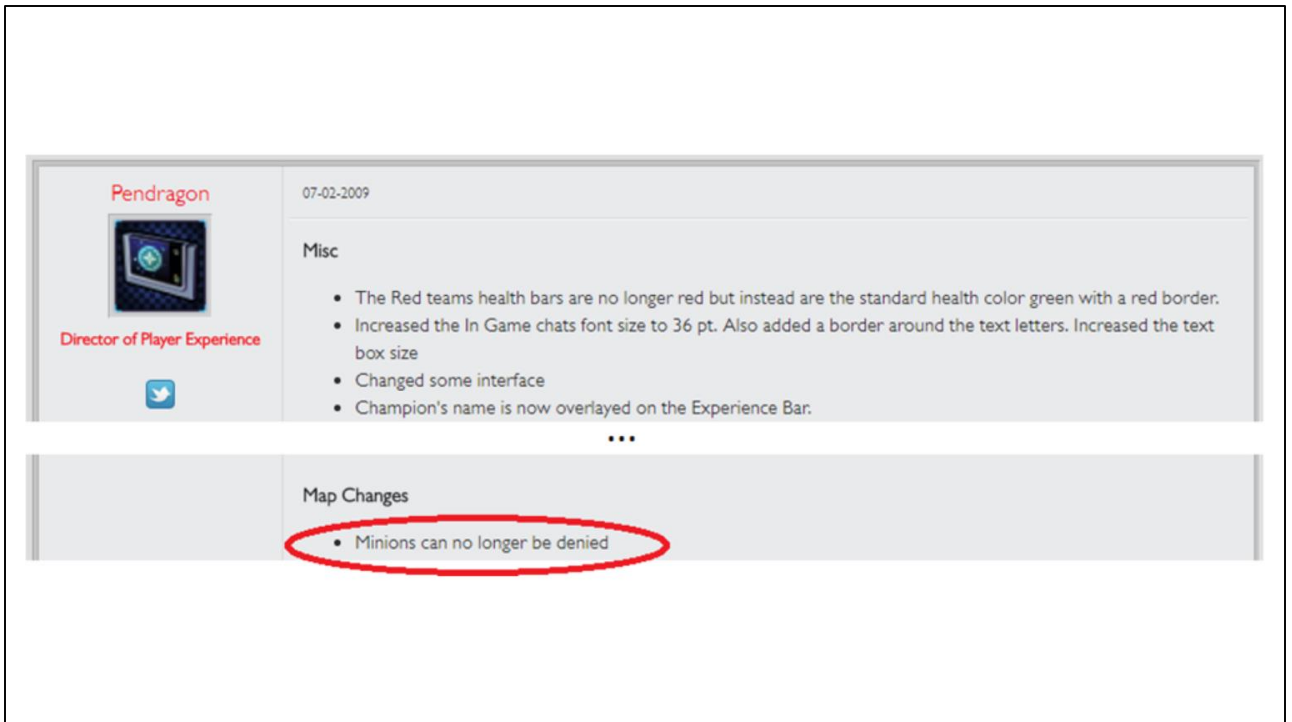 Pendragon
Director of Player Experience
07-02-2009
Misc
• The Red teams health bars are no longer red but instead are the standard health color green with a red border.
• Increased the In Game chats font size to 36 pt. Also added a border around the text letters. Increased the text
box size
• Changed some interface
• Champion's name is now overlayed on the Experience Bar.
...
Map Changes
• Minions can no longer be denied